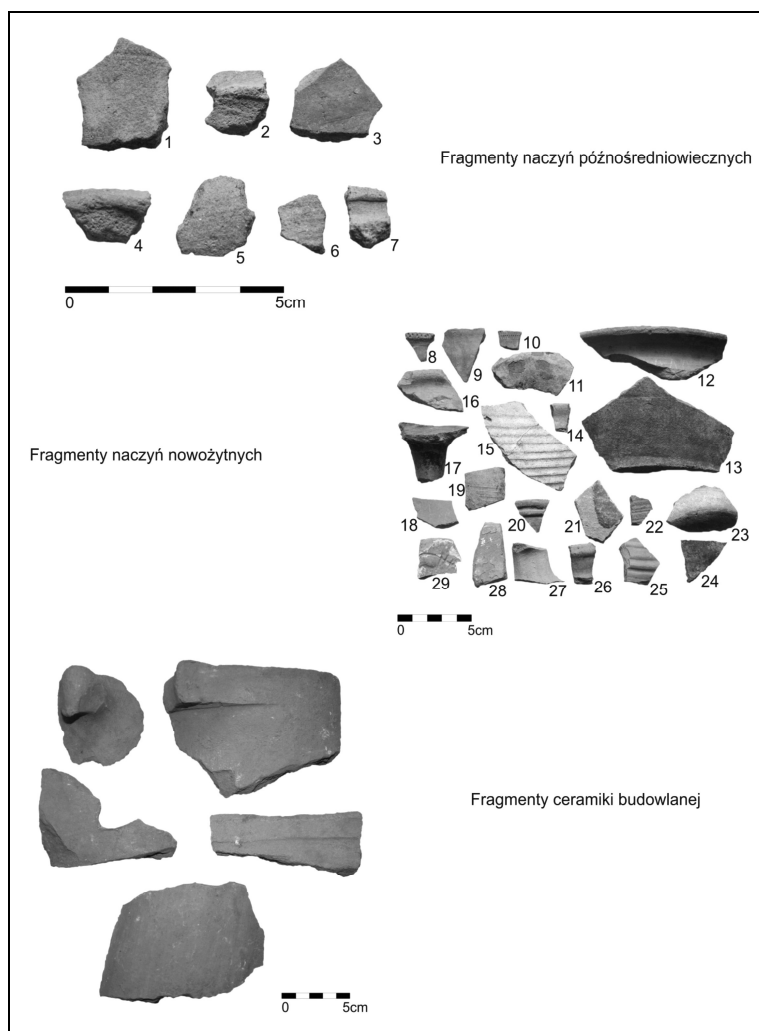 1 2 3
Fragmenty naczyń późnośredniowiecznych
4 5 6 7
0 5cm
8 9 10 11 12
16 15 14 13
Fragmenty naczyń nowożytnych
17 19
18 20 21 22 23
29 28 27 26 25 24
0 5cm
Fragmenty ceramiki budowlanej
0 5cm